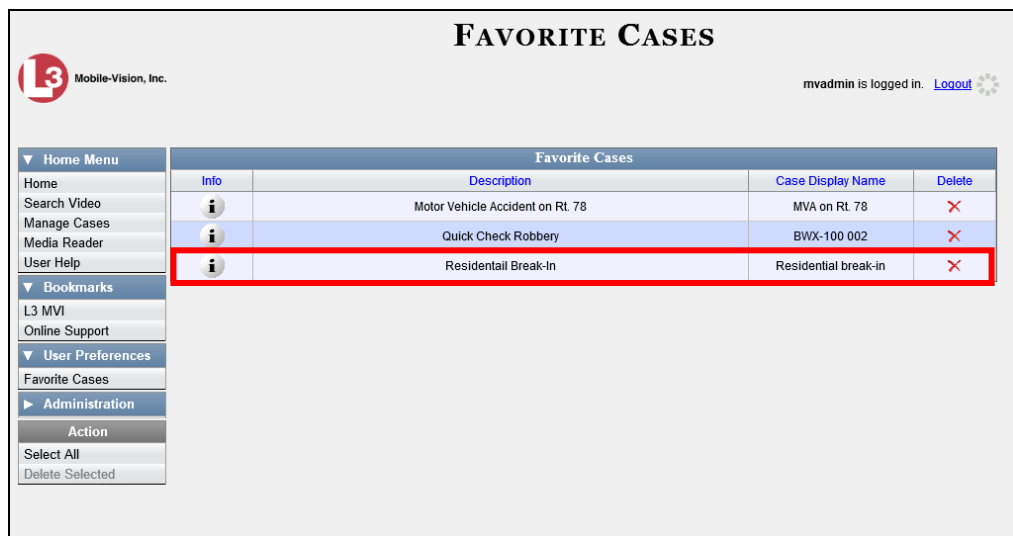 FAVORITE CASES
L3 Mobile-Vision, Inc.
mvadmin is logged in. Logout
▼ Home Menu
Home
Search Video
Manage Cases
Media Reader
User Help
▼ Bookmarks
L3 MVI
Online Support
▼ User Preferences
Favorite Cases
► Administration
Action
Select All
Delete Selected
Favorite Cases
Info Description Case Display Name Delete
i Motor Vehicle Accident on Rt. 78 MVA on Rt. 78 X
i Quick Check Robbery BWX-100 002 X
i Residentail Break-In Residential break-in X